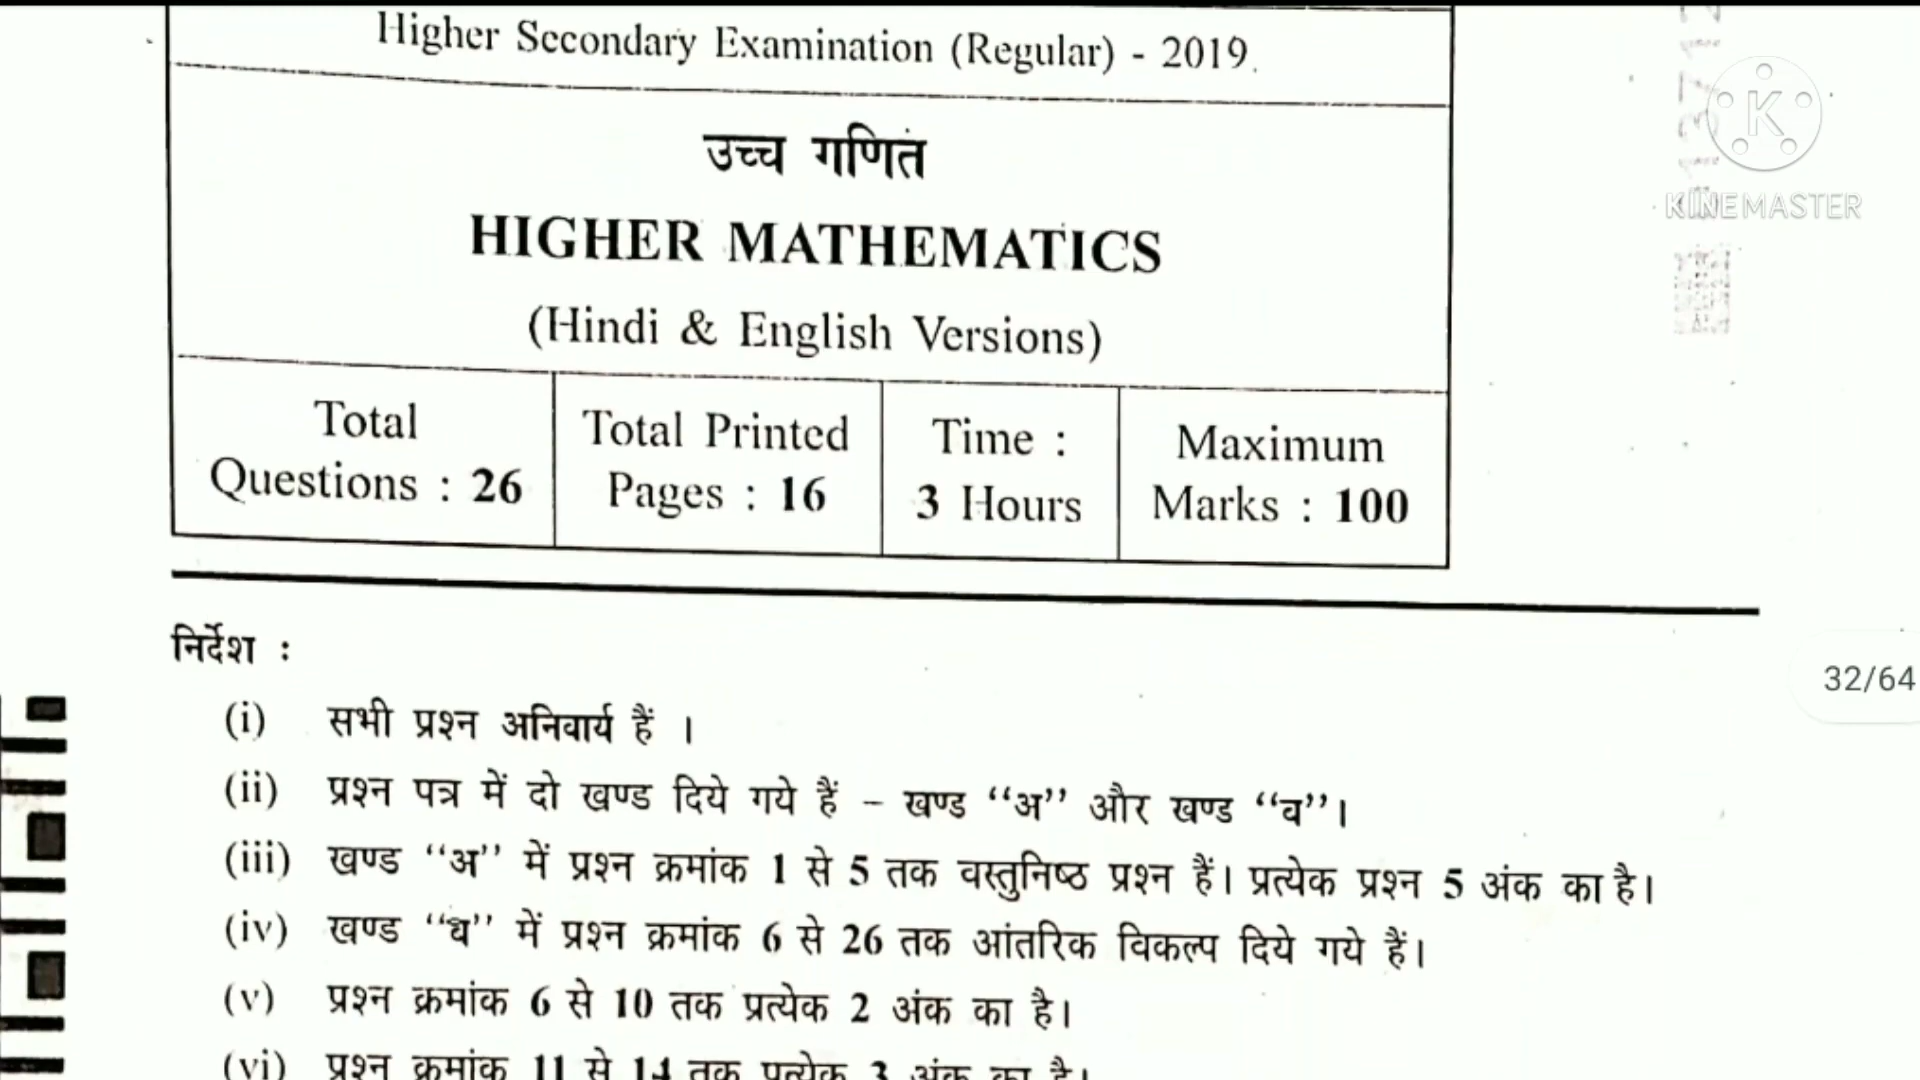 Higher Secondary Examination (Regular) - 2019.
उच्च गणित
HIGHER MATHEMATICS
(Hindi & English Versions)
Total Questions : 26
Total Printed Pages : 16
Time : 3 Hours
Maximum Marks : 100
KINEMASTER
32/64
निर्देश :
(i) सभी प्रश्न अनिवार्य हैं ।
(ii) प्रश्न पत्र में दो खण्ड दिये गये हैं – खण्ड “अ” और खण्ड “ब”।
(iii) खण्ड “अ” में प्रश्न क्रमांक 1 से 5 तक वस्तुनिष्ठ प्रश्न हैं। प्रत्येक प्रश्न 5 अंक का है।
(iv) खण्ड “ब” में प्रश्न क्रमांक 6 से 26 तक आंतरिक विकल्प दिये गये हैं।
(v) प्रश्न क्रमांक 6 से 10 तक प्रत्येक 2 अंक का है।
(vi) प्रश्न क्रमांक 11 से 14 तक प्रत्येक 3 अंक का है।